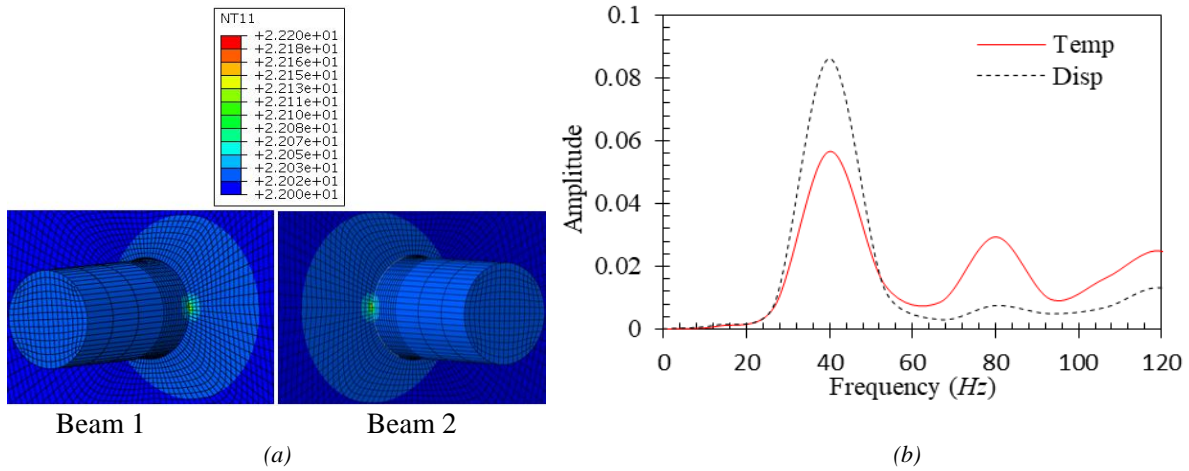 NT11
+2.220e+01
+2.218e+01
+2.216e+01
+2.215e+01
+2.213e+01
+2.211e+01
+2.210e+01
+2.208e+01
+2.207e+01
+2.205e+01
+2.203e+01
+2.202e+01
+2.200e+01
Beam 1
Beam 2
(a)
0.1
0.08
0.06
0.04
0.02
0
Amplitude
Temp
Disp
0 20 40 60 80 100 120
Frequency (Hz)
(b)